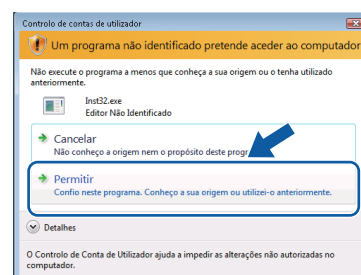 Controlo de contas de utilizador
Um programa não identificado pretende aceder ao computador
Não execute o programa a menos que conheça a sua origem ou o tenha utilizado
anteriormente.
Inst32.exe
Editor Não Identificado
Cancelar
Não conheço a origem nem o propósito deste
Permitir
Confio neste programa. Conheço a sua origem ou utilizei-o anteriormente.
Detalhes
O Controlo de Conta de Utilizador ajuda a impedir as alterações não autorizadas no
computador.